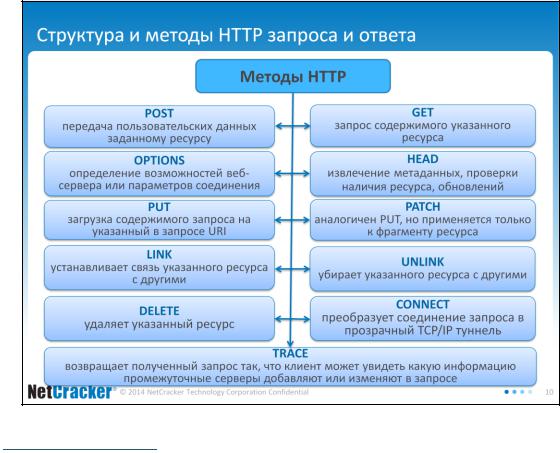 Структура и методы HTTP запроса и ответа
Методы HTTP
POST
передача пользовательских данных
заданному ресурсу
GET
запрос содержимого указанного
ресурса
OPTIONS
определение возможностей веб-
сервера или параметров соединения
HEAD
извлечение метаданных, проверки
наличия ресурса, обновлений
PUT
загрузка содержимого запроса на
указанный в запросе URI
PATCH
аналогичен PUT, но применяется только
к фрагменту ресурса
LINK
устанавливает связь указанного ресурса
с другими
UNLINK
убирает указанного ресурса с другими
DELETE
удаляет указанный ресурс
CONNECT
преобразует соединение запроса в
прозрачный TCP/IP туннель
TRACE
возвращает полученный запрос так, что клиент может увидеть какую информацию
промежуточные серверы добавляют или изменяют в запросе
NetCracker® © 2014 NetCracker Technology Corporation Confidential
10